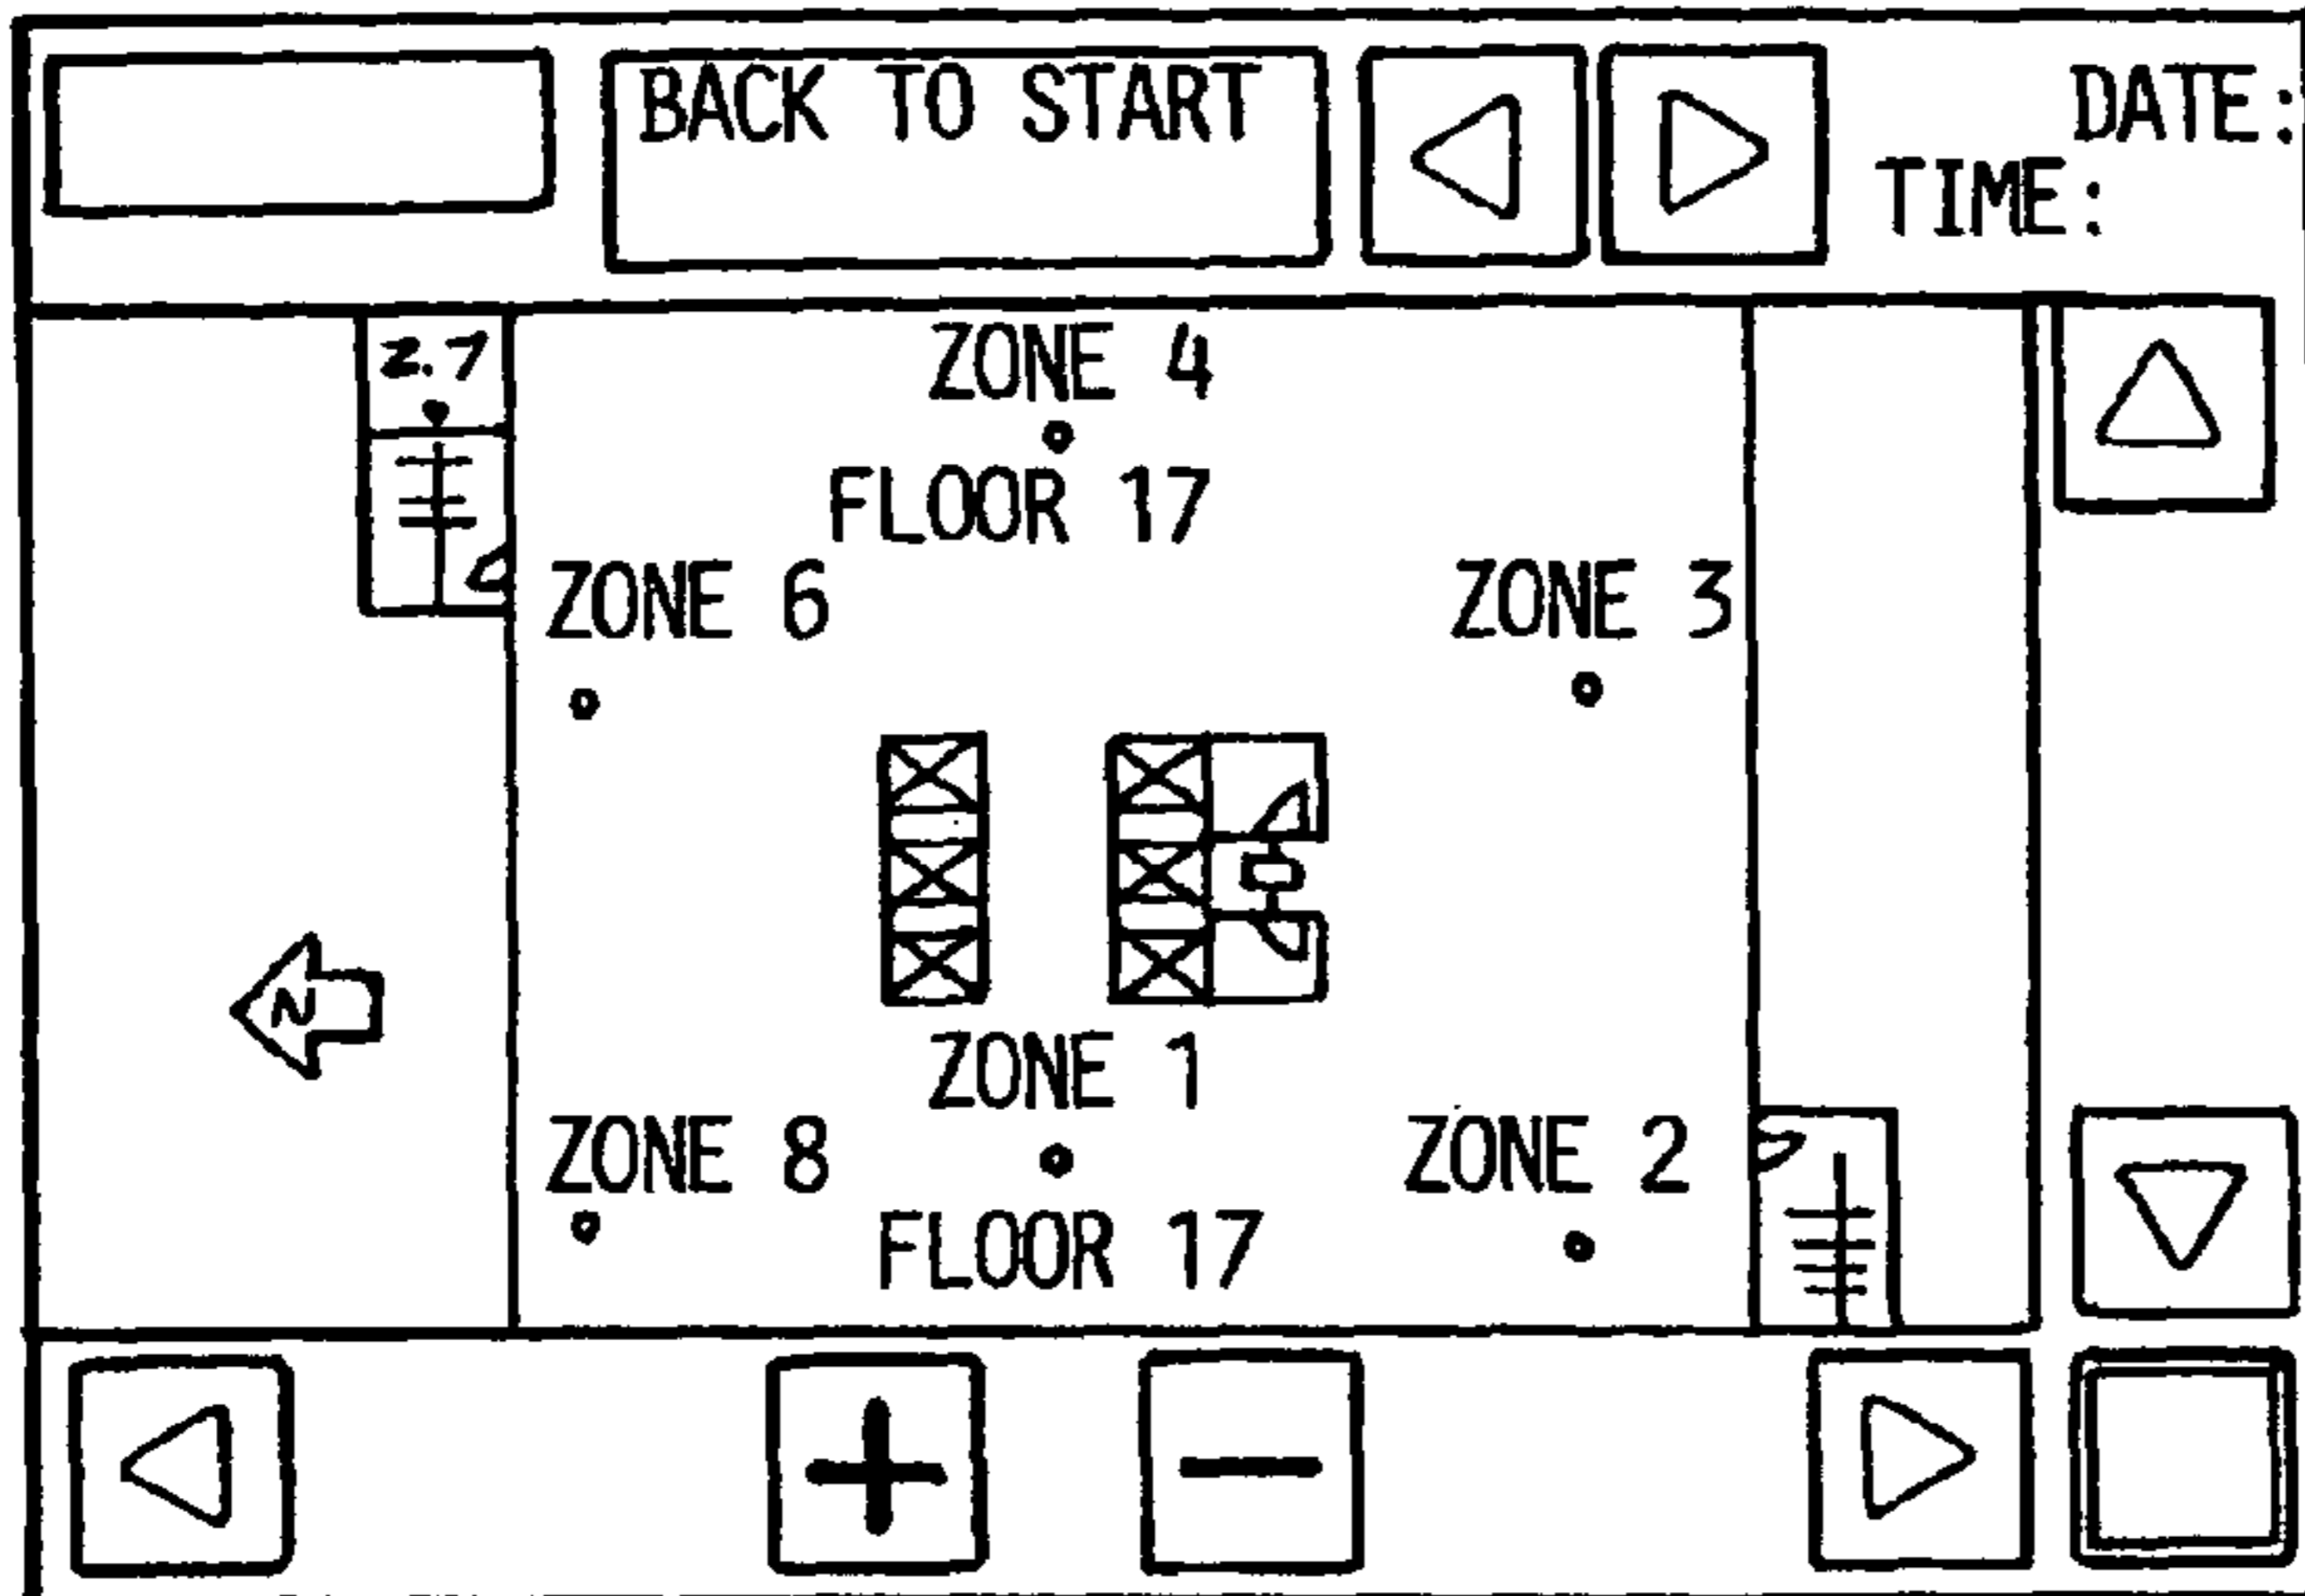 BACK TO START
DATE:
TIME:
2.7
ZONE 4
FLOOR 17
ZONE 6
ZONE 3
N
ZONE 1
ZONE 8
ZONE 2
FLOOR 17